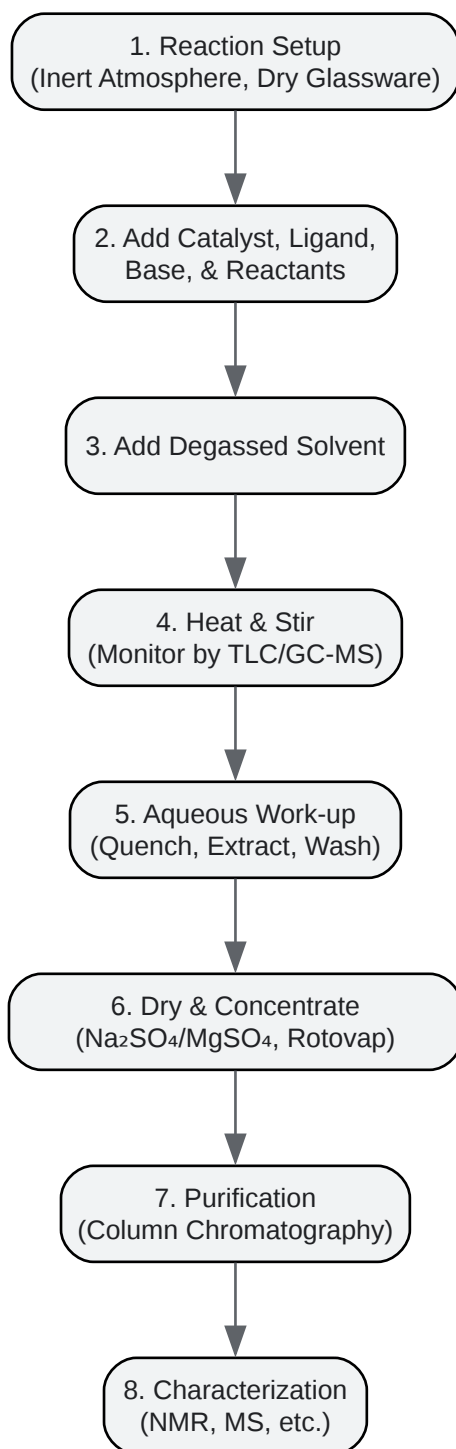 1. Reaction Setup
(Inert Atmosphere, Dry Glassware)
2. Add Catalyst, Ligand,
Base, & Reactants
3. Add Degassed Solvent
4. Heat & Stir
(Monitor by TLC/GC-MS)
5. Aqueous Work-up
(Quench, Extract, Wash)
6. Dry & Concentrate
(Na₂SO₄/MgSO₄, Rotovap)
7. Purification
(Column Chromatography)
8. Characterization
(NMR, MS, etc.)